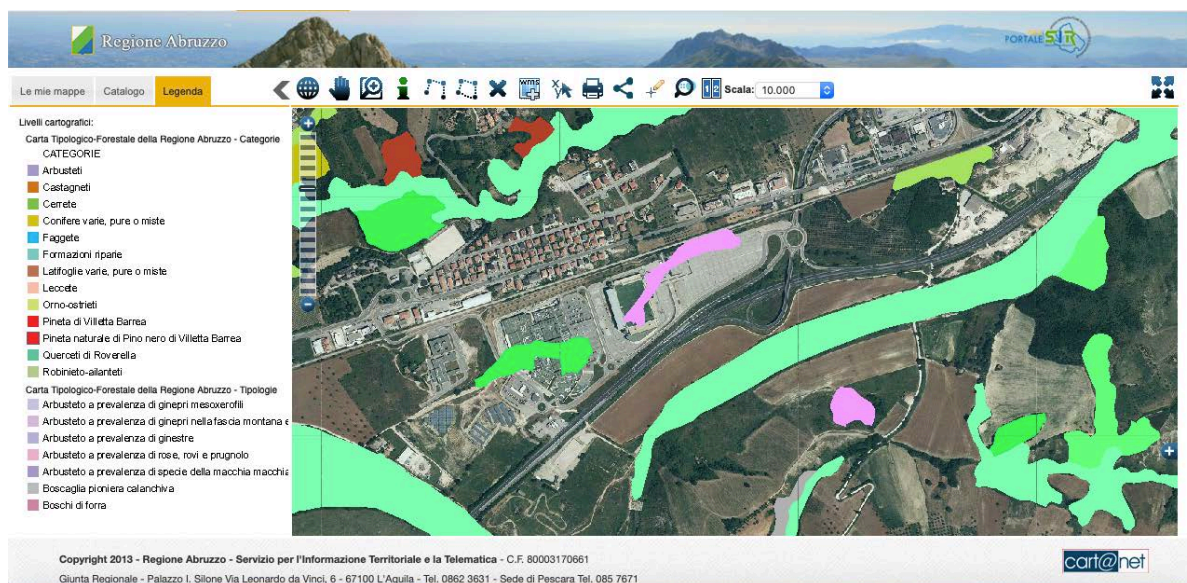 Regione Abruzzo
PORTALE SITR
Le mie mappe Catalogo Legenda
wms
1 2
Scala: 10.000
Livelli cartografici:
Carta Tipologico-Forestale della Regione Abruzzo - Categorie
CATEGORIE
Arbusteti
Castagneti
Cerrete
Conifere varie, pure o miste
Faggete
Formazioni riparie
Latifoglie varie, pure o miste
Leccete
Orno-ostrieti
Pineta di Villetta Barrea
Pineta naturale di Pino nero di Villetta Barrea
Querceti di Roverella
Robinieto-ailanteti
Carta Tipologico-Forestale della Regione Abruzzo - Tipologie
Arbusteto a prevalenza di ginepri mesoxerofili
Arbusteto a prevalenza di ginepri nella fascia montana e
Arbusteto a prevalenza di ginestre
Arbusteto a prevalenza di rose, rovi e prugnolo
Arbusteto a prevalenza di specie della macchia macchia
Boscaglia pioniera calanchiva
Boschi di forra
Copyright 2013 - Regione Abruzzo - Servizio per l'Informazione Territoriale e la Telematica - C.F. 80003170661
Giunta Regionale - Palazzo I. Silone Via Leonardo da Vinci, 6 - 67100 L'Aquila - Tel. 0862 3631 - Sede di Pescara Tel. 085 7671
cart@net